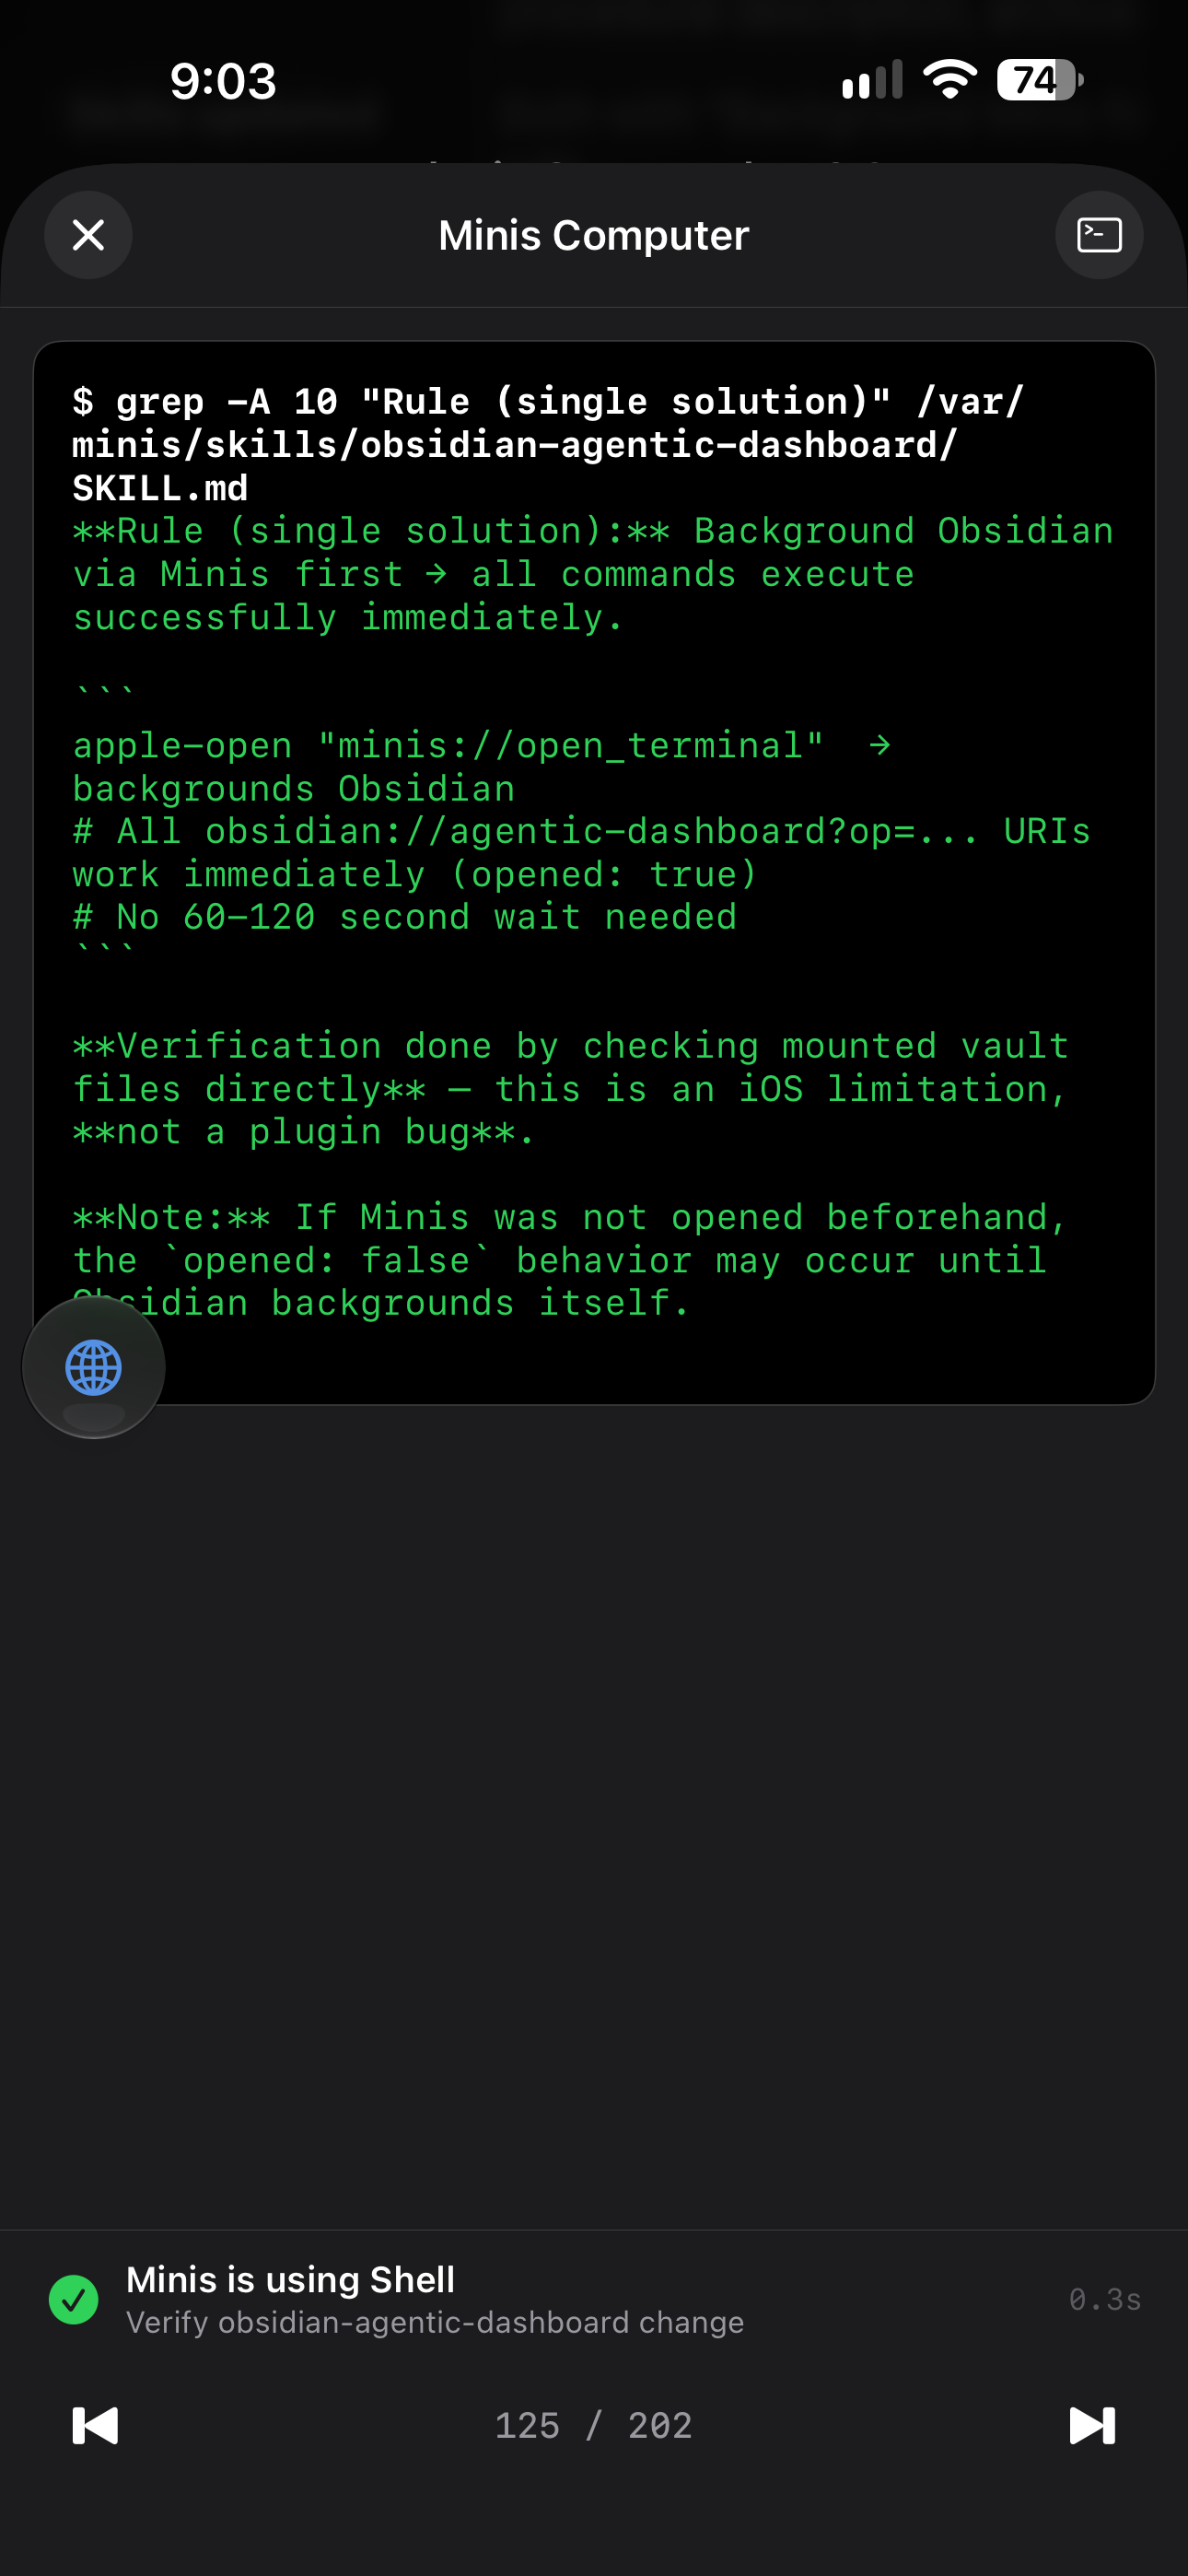 9:03
74
Minis Computer
$ grep -A 10 "Rule (single solution)" /var/
minis/skills/obsidian-agentic-dashboard/
SKILL.md
**Rule (single solution):** Background Obsidian
via Minis first → all commands execute
successfully immediately.
```
apple-open "minis://open_terminal"  →
backgrounds Obsidian
# All obsidian://agentic-dashboard?op=... URIs
work immediately (opened: true)
# No 60-120 second wait needed
```
**Verification done by checking mounted vault
files directly** — this is an iOS limitation,
**not a plugin bug**.
**Note:** If Minis was not opened beforehand,
the `opened: false` behavior may occur until
Obsidian backgrounds itself.
Minis is using Shell
Verify obsidian-agentic-dashboard change
0.3s
125 / 202